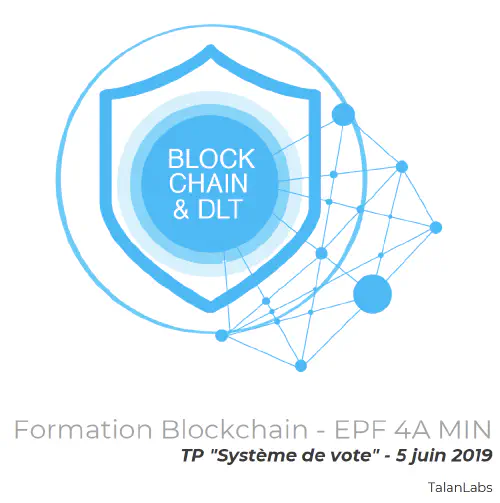 BLOCK
CHAIN
& DLT
Formation Blockchain - EPF 4A MIN
TP "Système de vote" - 5 juin 2019
TalanLabs